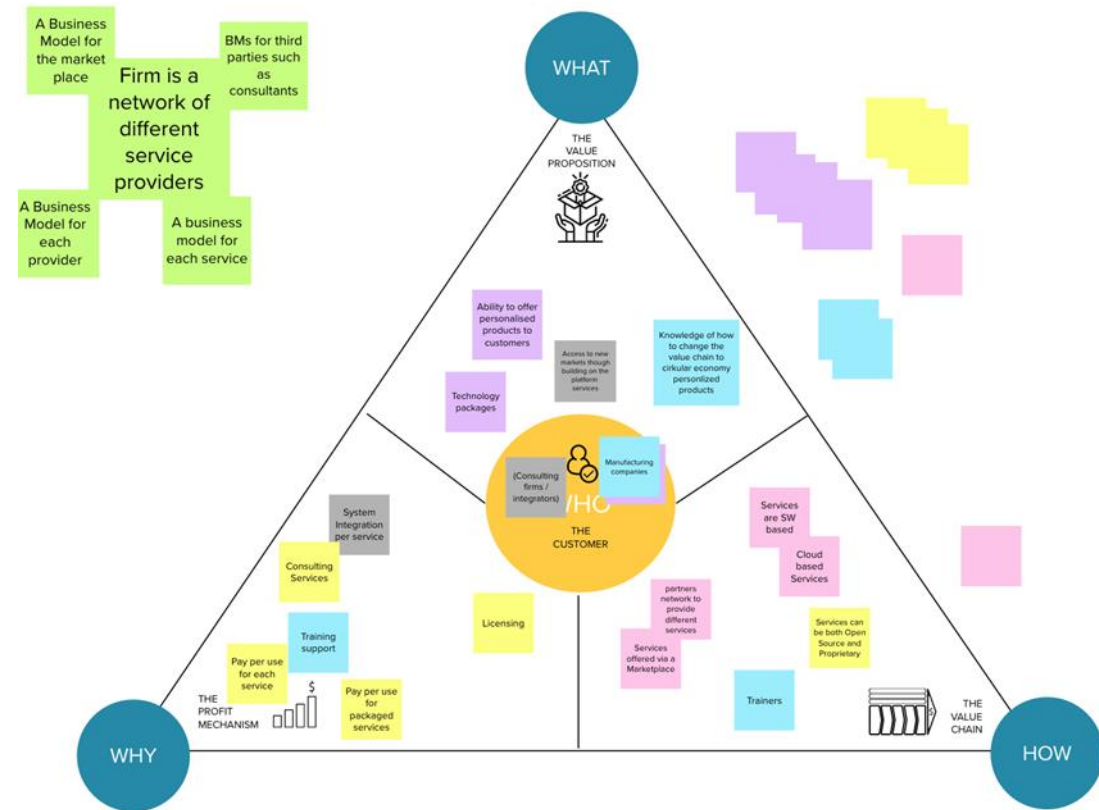 A Business
Model for
the market
place
BMs for third
parties such
as
consultants
Firm is a
network of
different
service
providers
A Business
Model for
each
provider
A business
model for
each service
WHAT
THE
VALUE
PROPOSITION
Ability to offer
personalised
products to
customers
Access to new
markets though
building on the
platform
services
Knowledge of how
to change the
value chain to
cirkular economy
personlized
products
Technology
packages
(Consulting
firms /
integrators)
Manufacturing
companies
WHO
THE
CUSTOMER
System
Integration
per service
Consulting
Services
Training
support
Pay per use
for each
service
Pay per use
for
packaged
services
Licensing
THE
PROFIT
MECHANISM
$
WHY
Services
are SW
based
Cloud
based
Services
partners
network to
provide
different
services
Services
offered via a
Marketplace
Services can
be both Open
Source and
Proprietary
Trainers
THE
VALUE
CHAIN
HOW